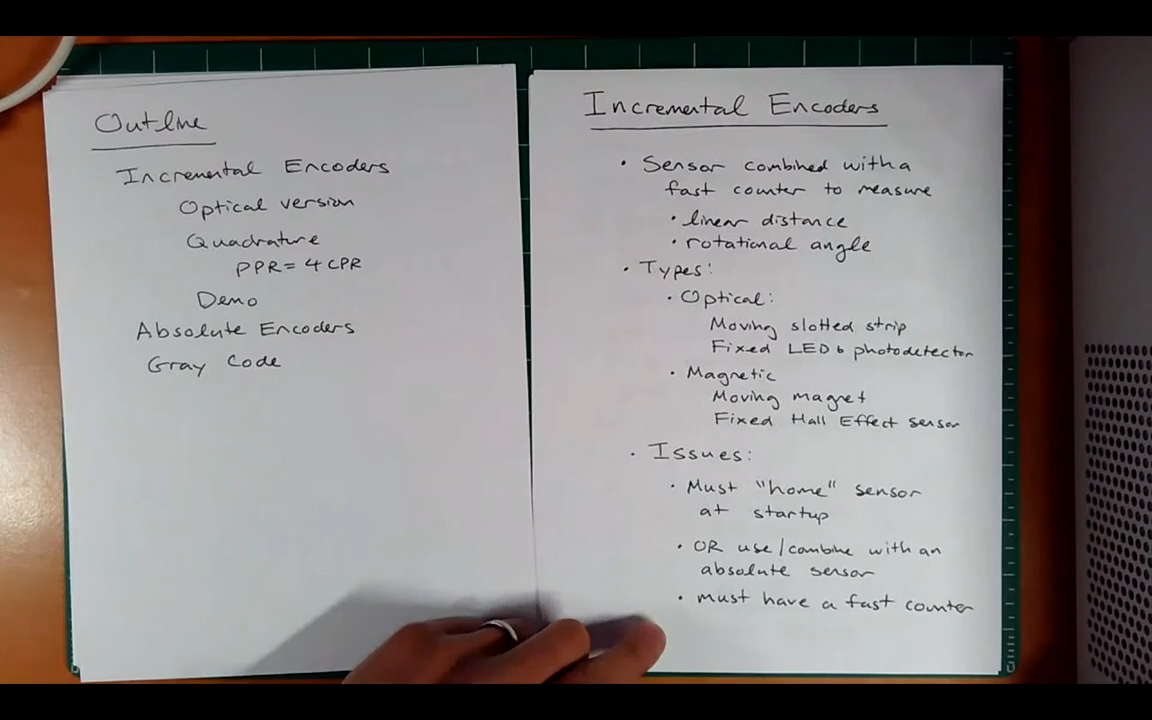 Outline
Incremental Encoders
Optical version
Quadrature
PPR = 4 CPR
Demo
Absolute Encoders
Gray Code
Incremental Encoders
• Sensor combined with a
fast counter to measure
• linear distance
• rotational angle
• Types:
• Optical:
Moving slotted strip
Fixed LED & photodetector
• Magnetic
Moving magnet
Fixed Hall Effect sensor
• Issues:
• Must "home" sensor
at startup
• OR use/combine with an
absolute sensor
• must have a fast counter